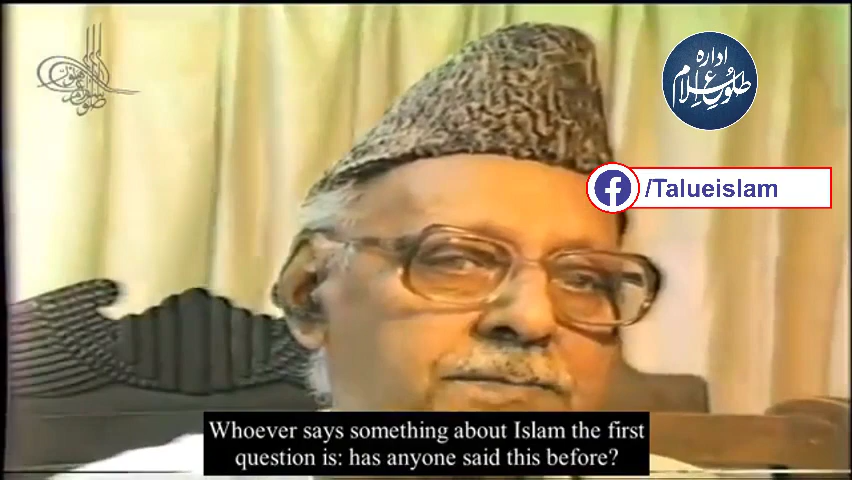 ادارہ
طلوع اسلام
/Talueislam
Whoever says something about Islam the first
question is: has anyone said this before?